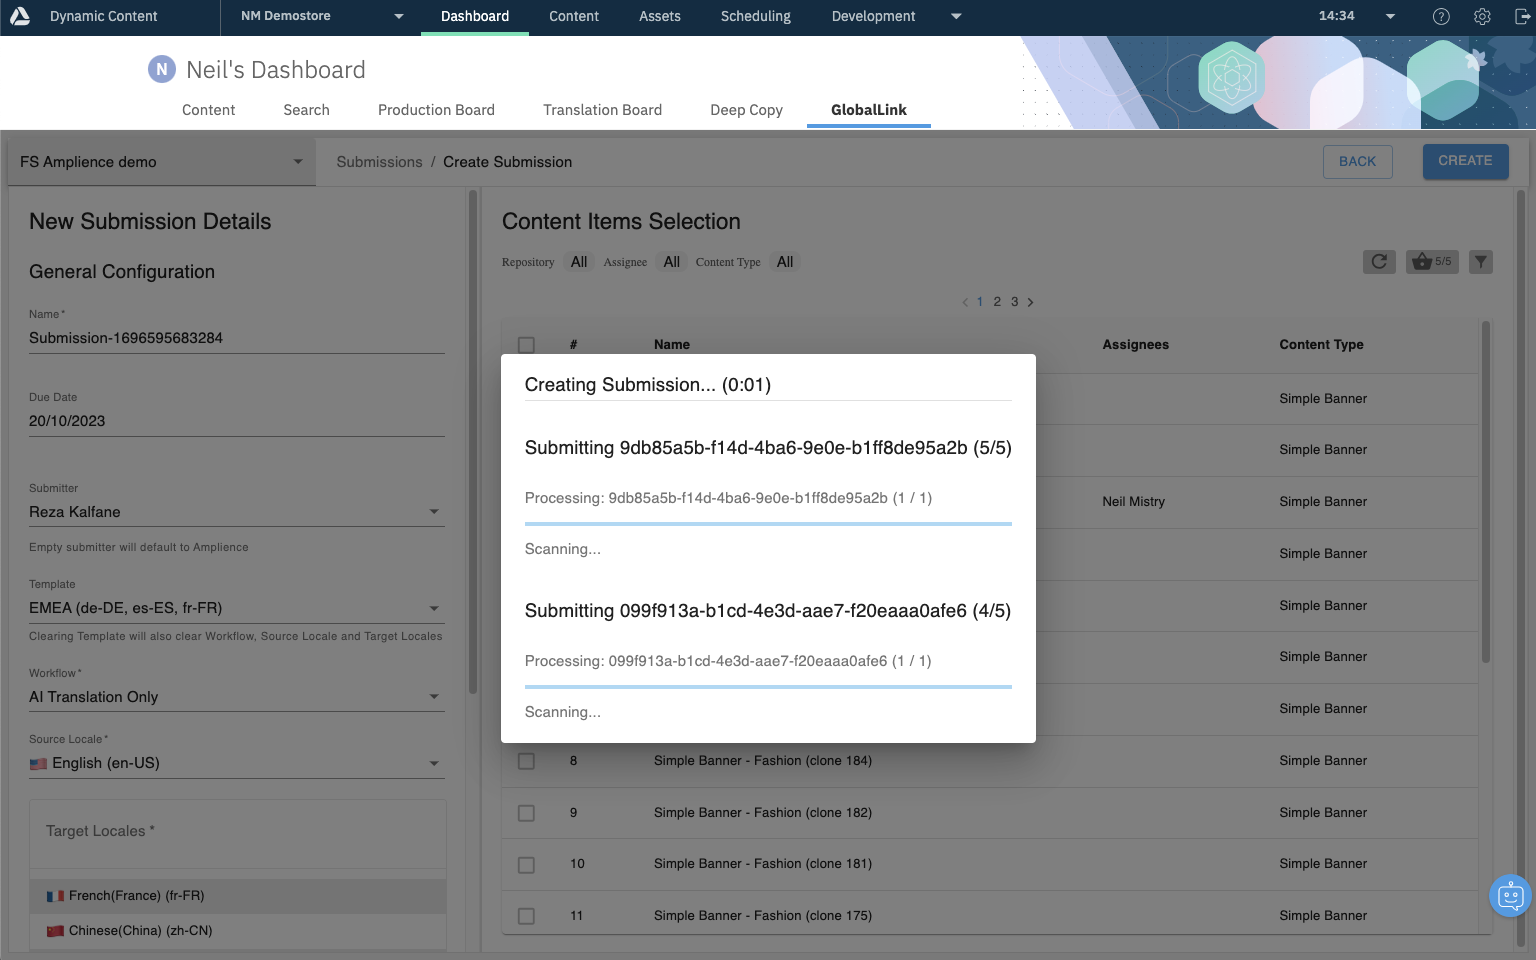 Dynamic Content
NM Demostore
Dashboard
Content
Assets
Scheduling
Development
14:34
N
Neil's Dashboard
Content
Search
Production Board
Translation Board
Deep Copy
GlobalLink
FS Amplience demo
Submissions / Create Submission
BACK
CREATE
New Submission Details
General Configuration
Name*
Submission-1696595683284
Due Date
20/10/2023
Submitter
Reza Kalfane
Empty submitter will default to Amplience
Template
EMEA (de-DE, es-ES, fr-FR)
Clearing Template will also clear Workflow, Source Locale and Target Locales
Workflow*
AI Translation Only
Source Locale*
English (en-US)
Target Locales *
French(France) (fr-FR)
Chinese(China) (zh-CN)
Content Items Selection
Repository All Assignee All Content Type All
5/5
< 1 2 3 >
# Name Assignees Content Type
Simple Banner
Simple Banner
Neil Mistry Simple Banner
Simple Banner
Simple Banner
Simple Banner
Simple Banner
8 Simple Banner - Fashion (clone 184) Simple Banner
9 Simple Banner - Fashion (clone 182) Simple Banner
10 Simple Banner - Fashion (clone 181) Simple Banner
11 Simple Banner - Fashion (clone 175) Simple Banner
Creating Submission... (0:01)
Submitting 9db85a5b-f14d-4ba6-9e0e-b1ff8de95a2b (5/5)
Processing: 9db85a5b-f14d-4ba6-9e0e-b1ff8de95a2b (1 / 1)
Scanning...
Submitting 099f913a-b1cd-4e3d-aae7-f20eaaa0afe6 (4/5)
Processing: 099f913a-b1cd-4e3d-aae7-f20eaaa0afe6 (1 / 1)
Scanning...